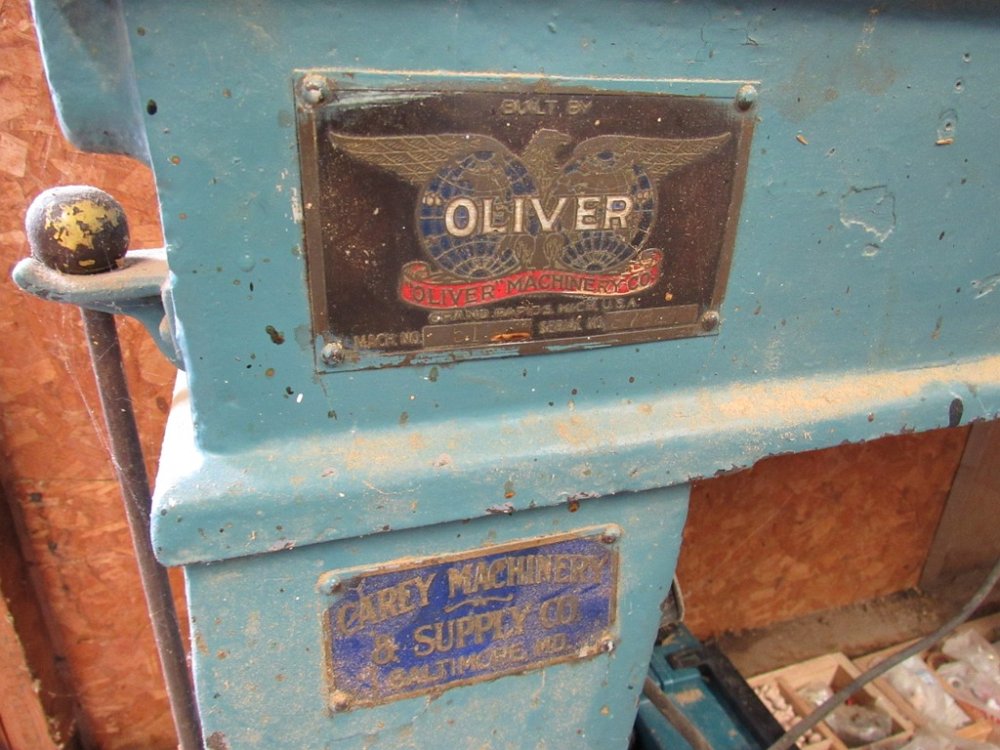 BUILT BY
"OLIVER"
"OLIVER" MACHINERY CO.
GRAND RAPIDS, MICH. U.S.A.
MACH. NO. 51 SERIAL NO.
CAREY MACHINERY
& SUPPLY CO.
BALTIMORE, MD.